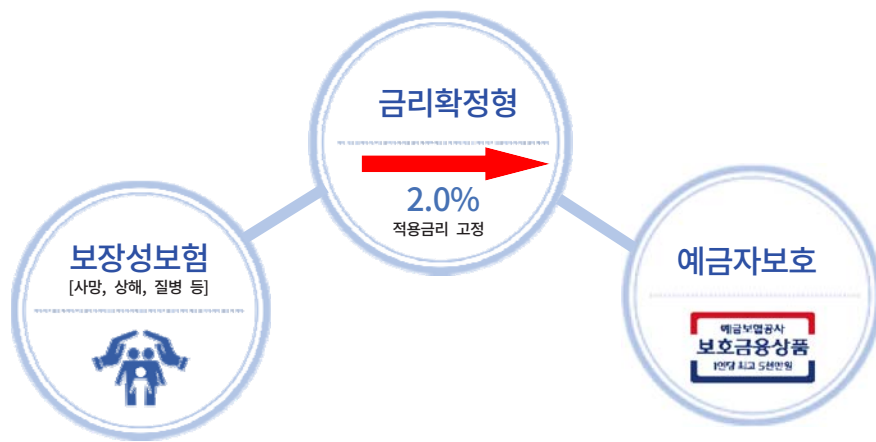 금리확정형
2.0%
적용금리 고정
보장성보험
[사망, 상해, 질병 등]
예금자보호
예금보험공사
보호금융상품
1인당 최고 5천만원